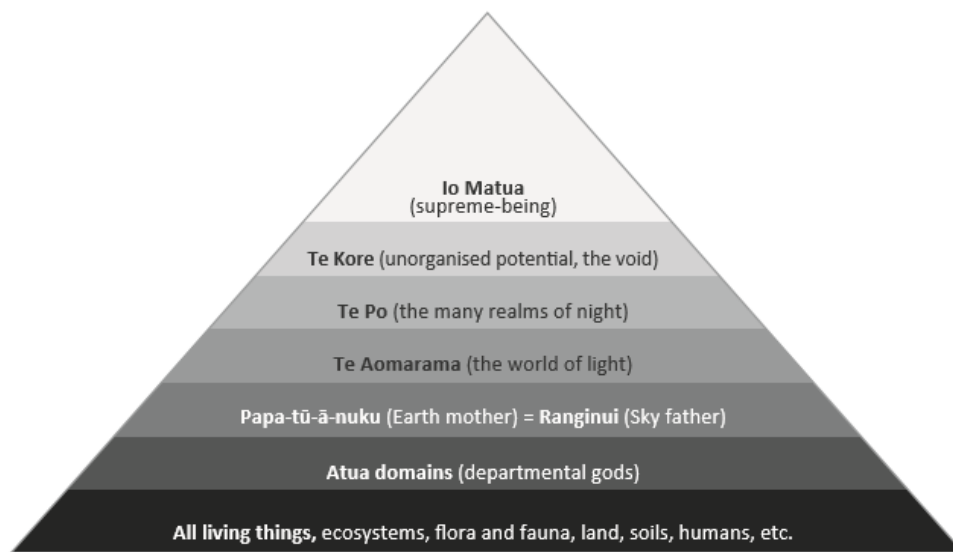 Io Matua
(supreme-being)
Te Kore (unorganised potential, the void)
Te Po (the many realms of night)
Te Aomarama (the world of light)
Papa-tū-ā-nuku (Earth mother) = Ranginui (Sky father)
Atua domains (departmental gods)
All living things, ecosystems, flora and fauna, land, soils, humans, etc.